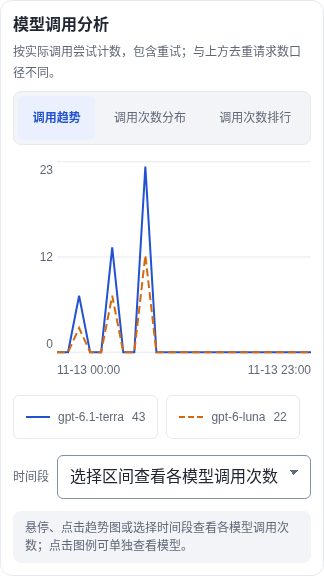 模型调用分析
按实际调用尝试计数，包含重试；与上方去重请求数口
径不同。
调用趋势 调用次数分布 调用次数排行
23
12
0
11-13 00:00 11-13 23:00
gpt-6.1-terra 43 gpt-6-luna 22
时间段 选择区间查看各模型调用次数
悬停、点击趋势图或选择时间段查看各模型调用次
数；点击图例可单独查看模型。